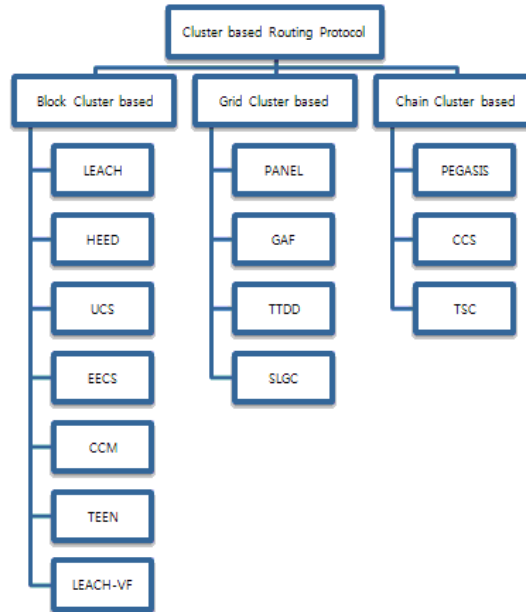 Cluster based Routing Protocol
Block Cluster based
Grid Cluster based
Chain Cluster based
LEACH
PANEL
PEGASIS
HEED
GAF
CCS
UCS
TTDD
TSC
EECS
SLGC
CCM
TEEN
LEACH-VF